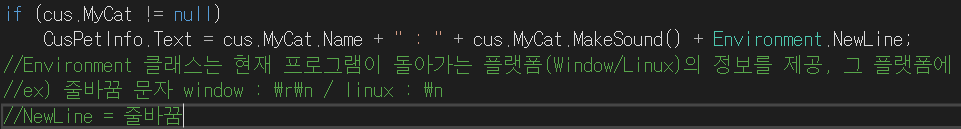 if (cus.MyCat != null)
CusPetInfo.Text = cus.MyCat.Name + " : " + cus.MyCat.MakeSound() + Environment.NewLine;
//Environment 클래스는 현재 프로그램이 돌아가는 플랫폼(Window/Linux)의 정보를 제공, 그 플랫폼에
//ex) 줄바꿈 문자 window : ₩r₩n / linux : ₩n
//NewLine = 줄바꿈